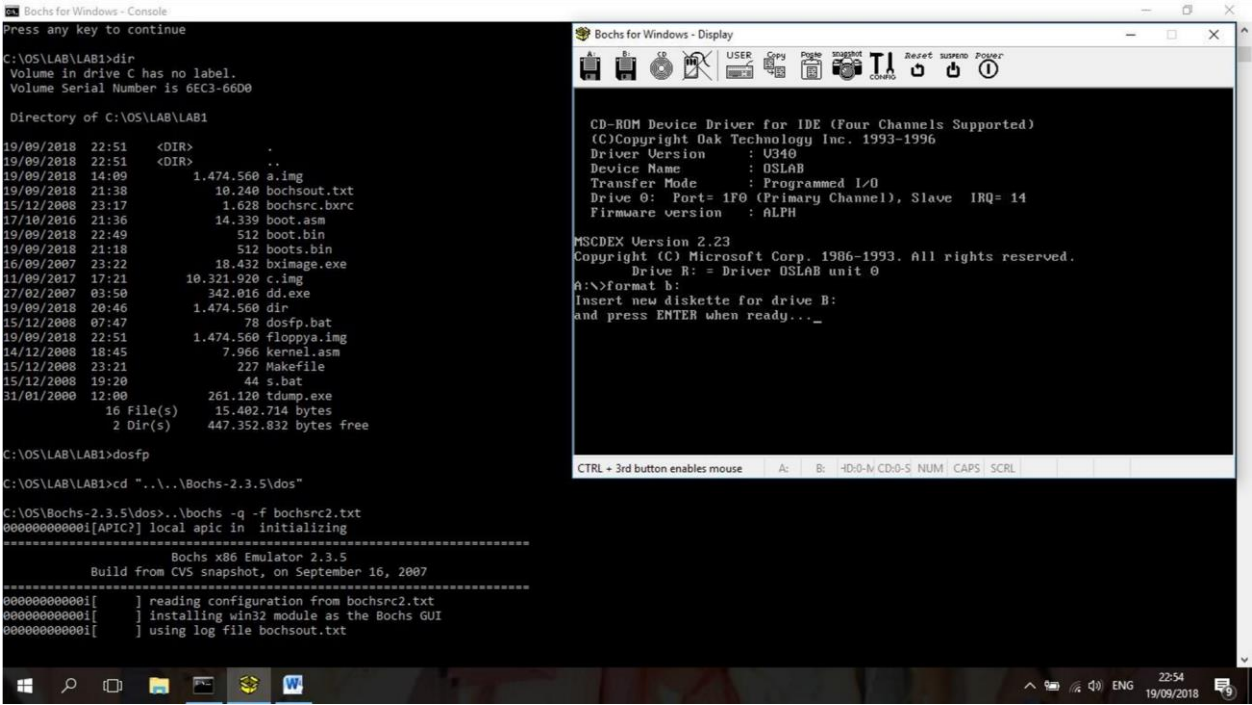 Bochs for Windows - Console
Press any key to continue
C:\OS\LAB\LAB1>dir
Volume in drive C has no label.
Volume Serial Number is 6EC3-66D0
Directory of C:\OS\LAB\LAB1
19/09/2018 22:51 <DIR> .
19/09/2018 22:51 <DIR> ..
19/09/2018 14:09 1.474.560 a.img
19/09/2018 21:38 10.240 bochsout.txt
15/12/2008 23:17 1.628 bochsrc.bxrc
17/10/2016 21:36 14.339 boot.asm
19/09/2018 22:49 512 boot.bin
19/09/2018 21:18 512 boots.bin
16/09/2007 23:22 18.432 bximage.exe
11/09/2017 17:21 10.321.920 c.img
27/02/2007 03:50 342.016 dd.exe
19/09/2018 20:46 1.474.560 dir
15/12/2008 07:47 78 dosfp.bat
19/09/2018 22:51 1.474.560 floppya.img
14/12/2008 18:45 7.966 kernel.asm
15/12/2008 23:21 227 Makefile
15/12/2008 19:20 44 s.bat
31/01/2000 12:00 261.120 tdump.exe
16 File(s) 15.402.714 bytes
2 Dir(s) 447.352.832 bytes free
C:\OS\LAB\LAB1>dosfp
C:\OS\LAB\LAB1>cd "..\..\Bochs-2.3.5\dos"
C:\OS\Bochs-2.3.5\dos>..\bochs -q -f bochsrc2.txt
00000000000i[APIC?] local apic in initializing
========================================================================
Bochs x86 Emulator 2.3.5
Build from CVS snapshot, on September 16, 2007
========================================================================
00000000000i[ ] reading configuration from bochsrc2.txt
00000000000i[ ] installing win32 module as the Bochs GUI
00000000000i[ ] using log file bochsout.txt
Bochs for Windows - Display
A: B: CD USER Copy Paste snapshot CONFIG Reset SUSPEND Power
CD-ROM Device Driver for IDE (Four Channels Supported)
(C)Copyright Oak Technology Inc. 1993-1996
Driver Version : V340
Device Name : OSLAB
Transfer Mode : Programmed I/O
Drive 0: Port= 1F0 (Primary Channel), Slave IRQ= 14
Firmware version : ALPH
MSCDEX Version 2.23
Copyright (C) Microsoft Corp. 1986-1993. All rights reserved.
Drive R: = Driver OSLAB unit 0
A:\>format b:
Insert new diskette for drive B:
and press ENTER when ready..._
CTRL + 3rd button enables mouse A: B: HD:0-M CD:0-S NUM CAPS SCRL
ENG
22:54
19/09/2018
9